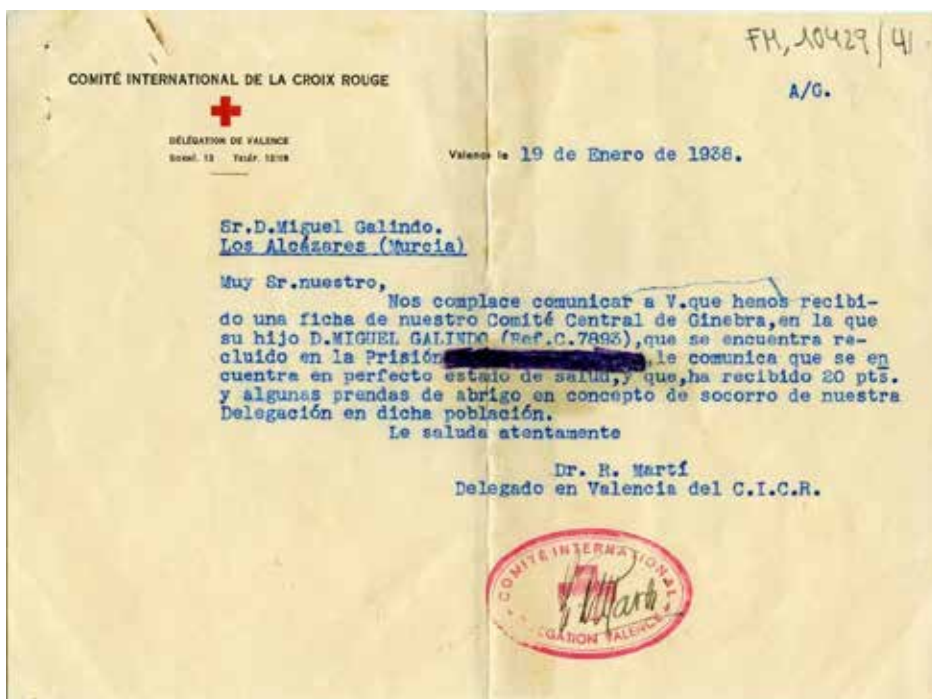 FM, 10429/41
COMITÉ INTERNATIONAL DE LA CROIX ROUGE
A/G.
DÉLÉGATION DE VALENCE
Valence le 19 de Enero de 1938.
Sr.D.Miguel Galindo.
Los Alcázares (Murcia)
Muy Sr.nuestro,
Nos complace comunicar a V.que hemos recibi-
do una ficha de nuestro Comité Central de Ginebra,en la que
su hijo D.MIGUEL GALINDO (Ref.C.7893),que se encuentra re-
cluido en la Prisión ,le comunica que se en
cuentra en perfecto estado de salud,y que,ha recibido 20 pts.
y algunas prendas de abrigo en concepto de socorro de nuestra
Delegación en dicha población.
Le saluda atentamente
Dr. R. Martí
Delegado en Valencia del C.I.C.R.
COMITÉ INTERNATIONAL
DELEGATION VALENCE